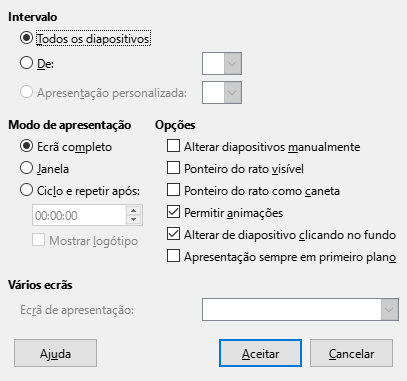 Intervalo
Todos os diapositivos
De:
Apresentação personalizada:
Modo de apresentação
Ecrã completo
Janela
Ciclo e repetir após:
00:00:00
Mostrar logótipo
Opções
Alterar diapositivos manualmente
Ponteiro do rato visível
Ponteiro do rato como caneta
Permitir animações
Alterar de diapositivo clicando no fundo
Apresentação sempre em primeiro plano
Vários ecrãs
Ecrã de apresentação:
Ajuda
Aceitar
Cancelar